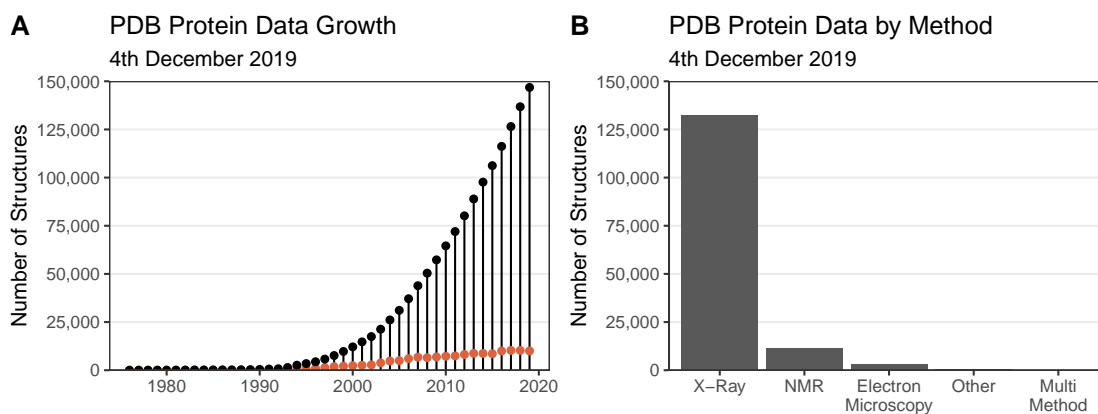 A
PDB Protein Data Growth
4th December 2019
Number of Structures
150,000
125,000
100,000
75,000
50,000
25,000
0
1980
1990
2000
2010
2020
B
PDB Protein Data by Method
4th December 2019
Number of Structures
150,000
125,000
100,000
75,000
50,000
25,000
0
X−Ray
NMR
Electron
Microscopy
Other
Multi
Method